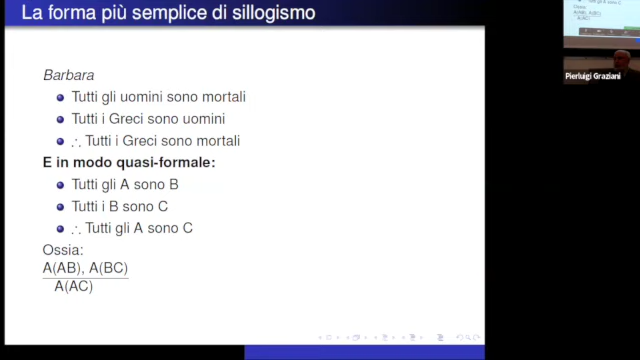 La forma più semplice di sillogismo
Barbara
Tutti gli uomini sono mortali
Tutti i Greci sono uomini
∴ Tutti i Greci sono mortali
E in modo quasi-formale:
Tutti gli A sono B
Tutti i B sono C
∴ Tutti gli A sono C
Ossia:
A(AB), A(BC)
A(AC)
Pierluigi Graziani